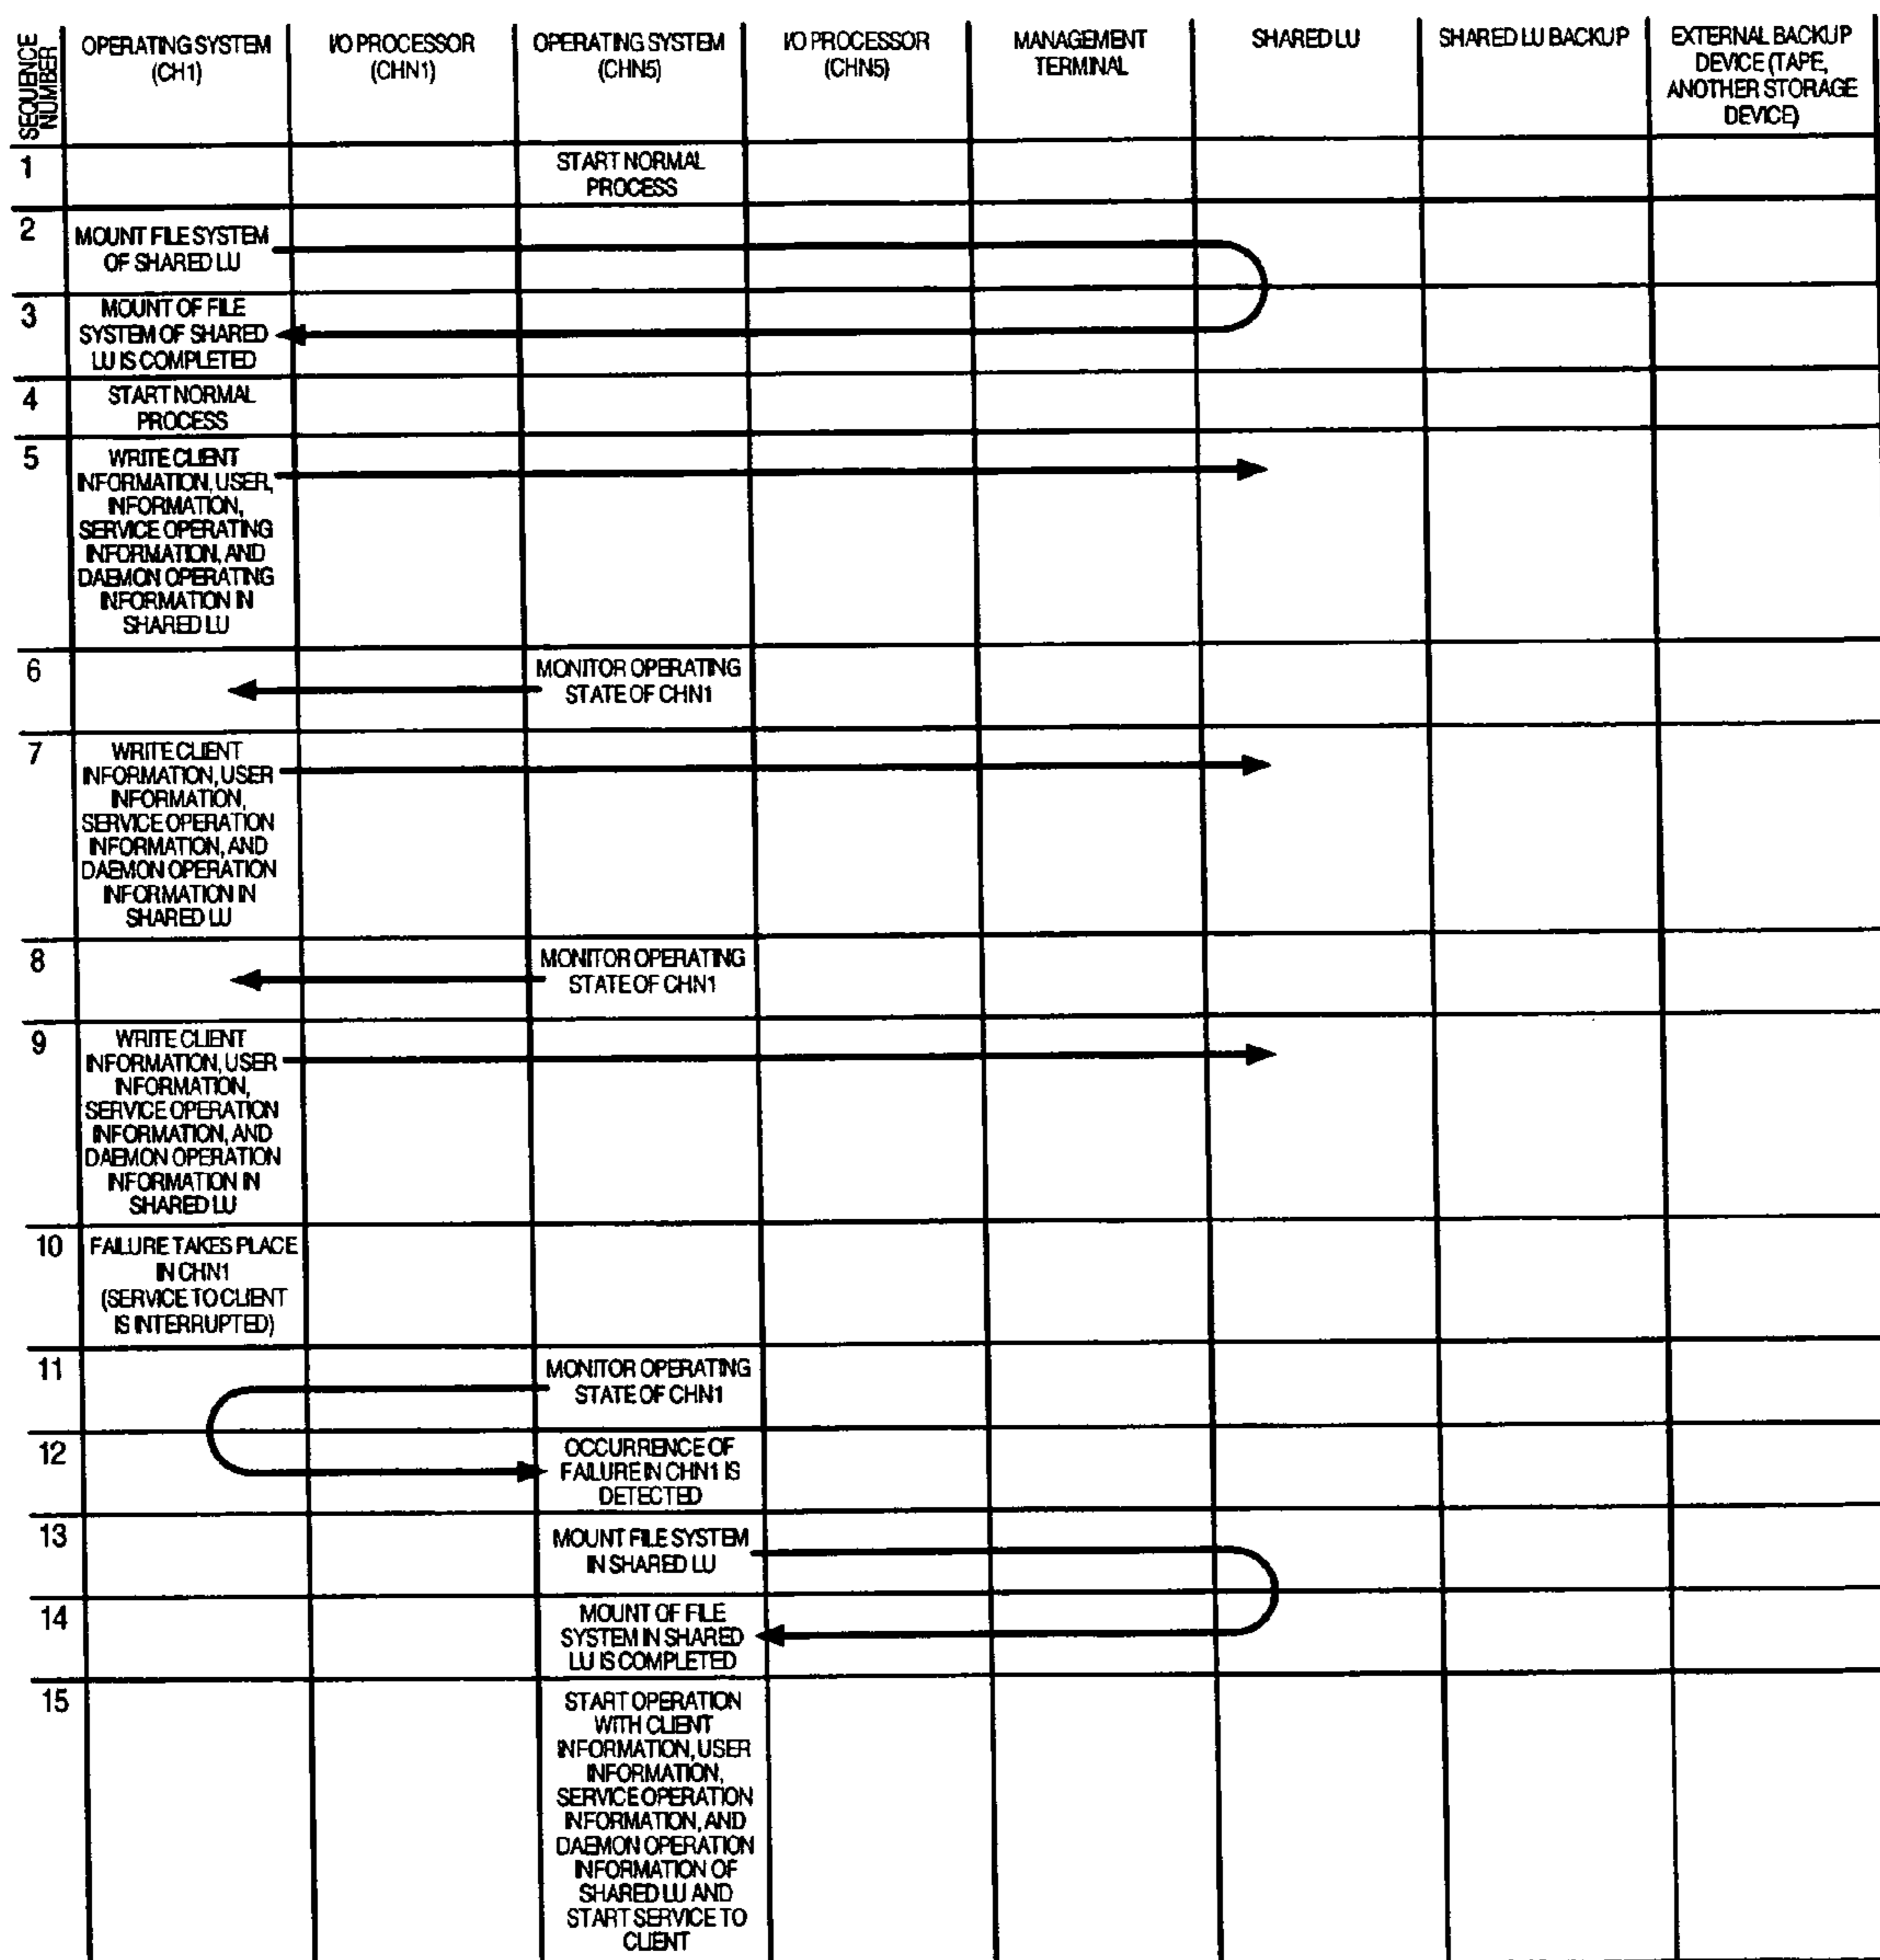 SEQUENCE
NUMBER
OPERATING SYSTEM
(CH1)
I/O PROCESSOR
(CHN1)
OPERATING SYSTEM
(CHN5)
I/O PROCESSOR
(CHN5)
MANAGEMENT
TERMINAL
SHARED LU
SHARED LU BACKUP
EXTERNAL BACKUP
DEVICE (TAPE,
ANOTHER STORAGE
DEVICE)
1
START NORMAL
PROCESS
2
MOUNT FILE SYSTEM
OF SHARED LU
3
MOUNT OF FILE
SYSTEM OF SHARED
LU IS COMPLETED
4
START NORMAL
PROCESS
5
WRITE CLIENT
INFORMATION, USER,
INFORMATION,
SERVICE OPERATING
INFORMATION, AND
DAEMON OPERATING
INFORMATION IN
SHARED LU
6
MONITOR OPERATING
STATE OF CHN1
7
WRITE CLIENT
INFORMATION, USER
INFORMATION,
SERVICE OPERATION
INFORMATION, AND
DAEMON OPERATION
INFORMATION IN
SHARED LU
8
MONITOR OPERATING
STATE OF CHN1
9
WRITE CLIENT
INFORMATION, USER
INFORMATION,
SERVICE OPERATION
INFORMATION, AND
DAEMON OPERATION
INFORMATION IN
SHARED LU
10
FAILURE TAKES PLACE
IN CHN1
(SERVICE TO CLIENT
IS INTERRUPTED)
11
MONITOR OPERATING
STATE OF CHN1
12
OCCURRENCE OF
FAILURE IN CHN1 IS
DETECTED
13
MOUNT FILE SYSTEM
IN SHARED LU
14
MOUNT OF FILE
SYSTEM IN SHARED
LU IS COMPLETED
15
START OPERATION
WITH CLIENT
INFORMATION, USER
INFORMATION,
SERVICE OPERATION
INFORMATION, AND
DAEMON OPERATION
INFORMATION OF
SHARED LU AND
START SERVICE TO
CLIENT